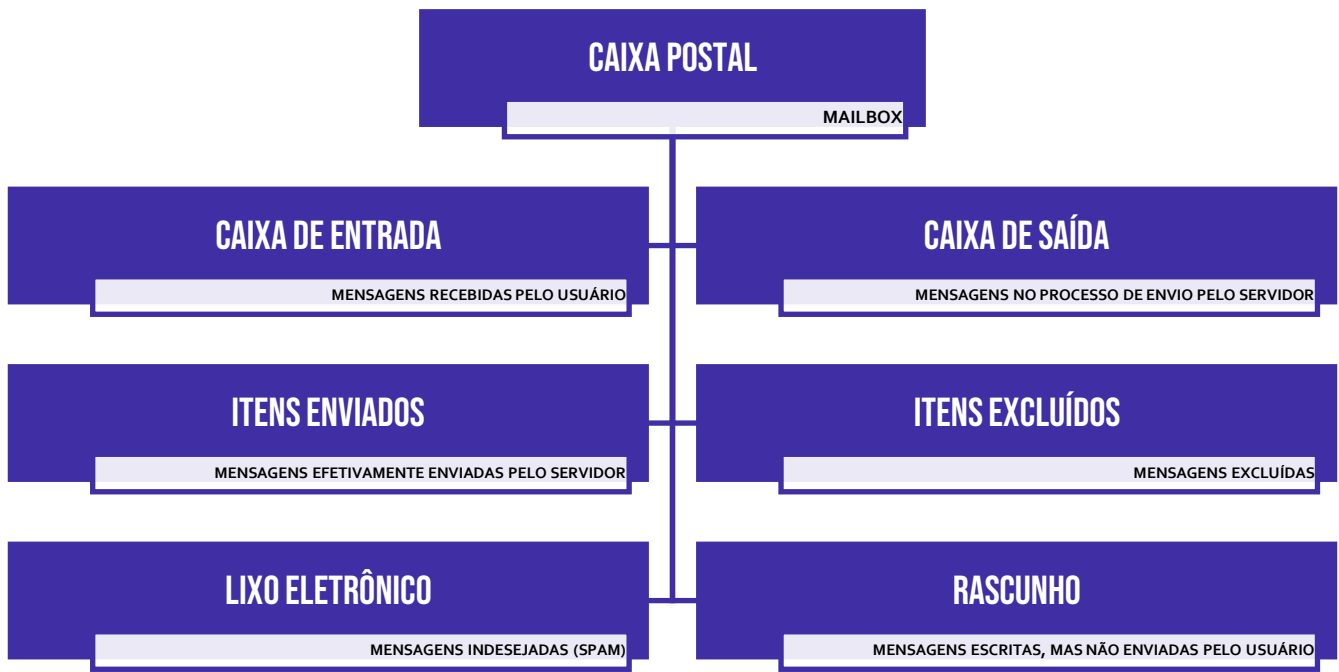 CAIXA POSTAL
MAILBOX
CAIXA DE ENTRADA
MENSAGENS RECEBIDAS PELO USUÁRIO
CAIXA DE SAÍDA
MENSAGENS NO PROCESSO DE ENVIO PELO SERVIDOR
ITENS ENVIADOS
MENSAGENS EFETIVAMENTE ENVIADAS PELO SERVIDOR
ITENS EXCLUÍDOS
MENSAGENS EXCLUÍDAS
LIXO ELETRÔNICO
MENSAGENS INDESEJADAS (SPAM)
RASCUNHO
MENSAGENS ESCRITAS, MAS NÃO ENVIADAS PELO USUÁRIO